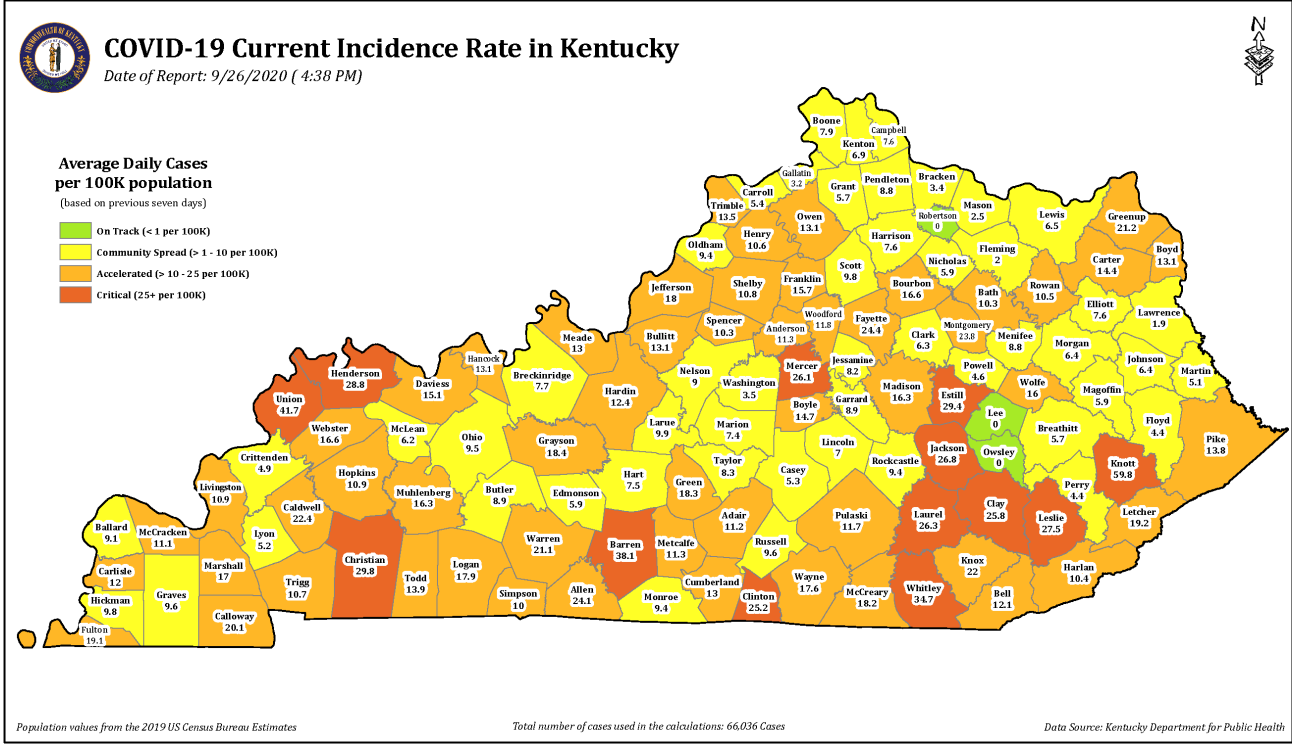 COVID-19 Current Incidence Rate in Kentucky
Date of Report: 9/26/2020 ( 4:38 PM)
N
Average Daily Cases
per 100K population
(based on previous seven days)
On Track (< 1 per 100K)
Community Spread (> 1 - 10 per 100K)
Accelerated (> 10 - 25 per 100K)
Critical (25+ per 100K)
Boone
7.9
Kenton
6.9
Campbell
7.6
Gallatin
3.2
Carroll
5.4
Grant
5.7
Pendleton
8.8
Bracken
3.4
Trimble
13.5
Owen
13.1
Robertson
0
Mason
2.5
Lewis
6.5
Greenup
21.2
Oldham
9.4
Henry
10.6
Harrison
7.6
Fleming
2
Boyd
13.1
Carter
14.4
Nicholas
5.9
Scott
9.8
Jefferson
18
Shelby
10.8
Franklin
15.7
Bourbon
16.6
Bath
10.3
Rowan
10.5
Elliott
7.6
Lawrence
1.9
Spencer
10.3
Woodford
11.8
Anderson
11.3
Fayette
24.4
Montgomery
23.8
Clark
6.3
Menifee
8.8
Morgan
6.4
Meade
13
Bullitt
13.1
Hancock
13.1
Henderson
28.8
Daviess
15.1
Breckinridge
7.7
Nelson
9
Mercer
26.1
Jessamine
8.2
Powell
4.6
Johnson
6.4
Martin
5.1
Union
41.7
Hardin
12.4
Washington
3.5
Madison
16.3
Estill
29.4
Wolfe
16
Magoffin
5.9
Garrard
8.9
Boyle
14.7
Lee
0
Webster
16.6
McLean
6.2
Ohio
9.5
Grayson
18.4
Larue
9.9
Marion
7.4
Lincoln
7
Breathitt
5.7
Floyd
4.4
Pike
13.8
Crittenden
4.9
Hopkins
10.9
Hart
7.5
Taylor
8.3
Casey
5.3
Rockcastle
9.4
Jackson
26.8
Owsley
0
Knott
59.8
Perry
4.4
Livingston
10.9
Muhlenberg
16.3
Butler
8.9
Edmonson
5.9
Green
18.3
Caldwell
22.4
Ballard
9.1
McCracken
11.1
Lyon
5.2
Adair
11.2
Pulaski
11.7
Laurel
26.3
Clay
25.8
Leslie
27.5
Letcher
19.2
Warren
21.1
Barren
38.1
Metcalfe
11.3
Russell
9.6
Carlisle
12
Marshall
17
Christian
29.8
Logan
17.9
Todd
13.9
Trigg
10.7
Knox
22
Harlan
10.4
Hickman
9.8
Graves
9.6
Simpson
10
Allen
24.1
Monroe
9.4
Cumberland
13
Clinton
25.2
Wayne
17.6
McCreary
18.2
Whitley
34.7
Bell
12.1
Calloway
20.1
Fulton
19.1
Population values from the 2019 US Census Bureau Estimates
Total number of cases used in the calculations: 66,036 Cases
Data Source: Kentucky Department for Public Health